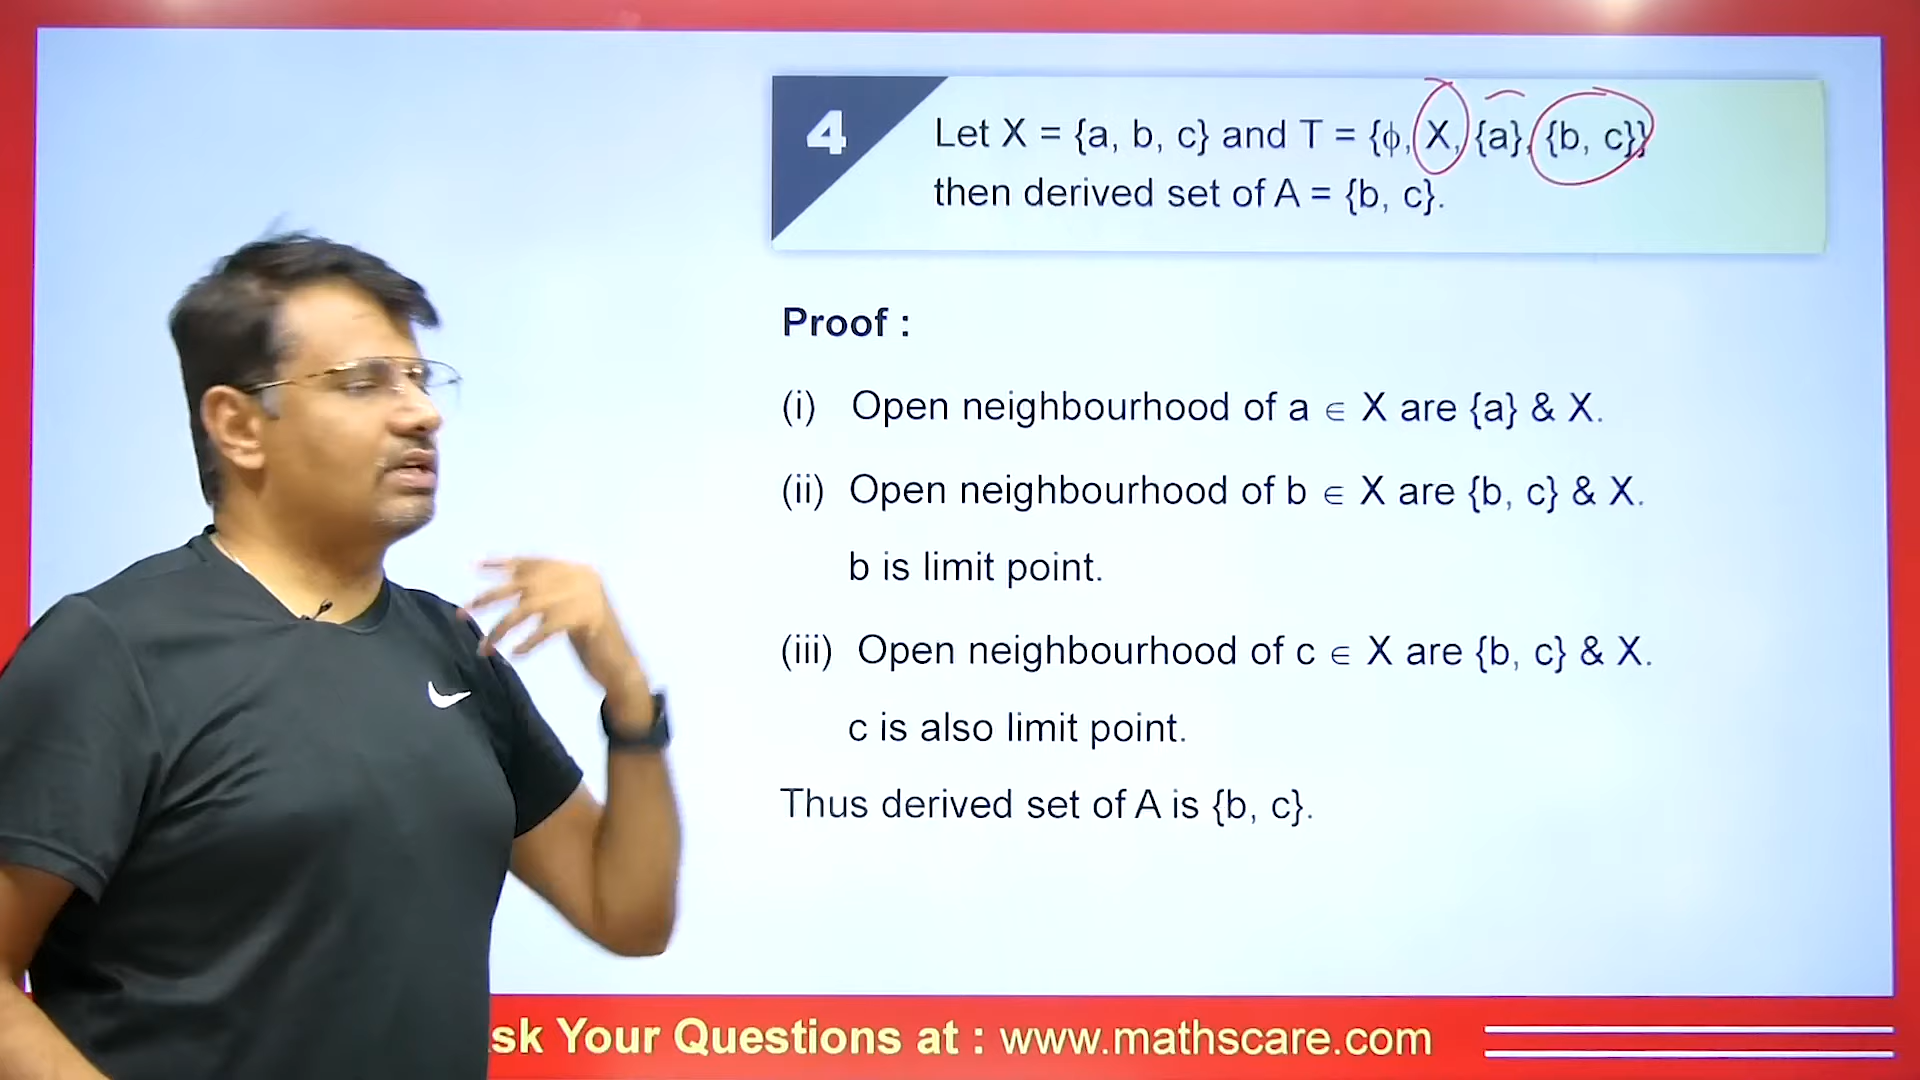 4
Let X = {a, b, c} and T = {ϕ, X, {a}, {b, c}}
then derived set of A = {b, c}.
Proof :
(i) Open neighbourhood of a ∈ X are {a} & X.
(ii) Open neighbourhood of b ∈ X are {b, c} & X.
b is limit point.
(iii) Open neighbourhood of c ∈ X are {b, c} & X.
c is also limit point.
Thus derived set of A is {b, c}.
sk Your Questions at : www.mathscare.com